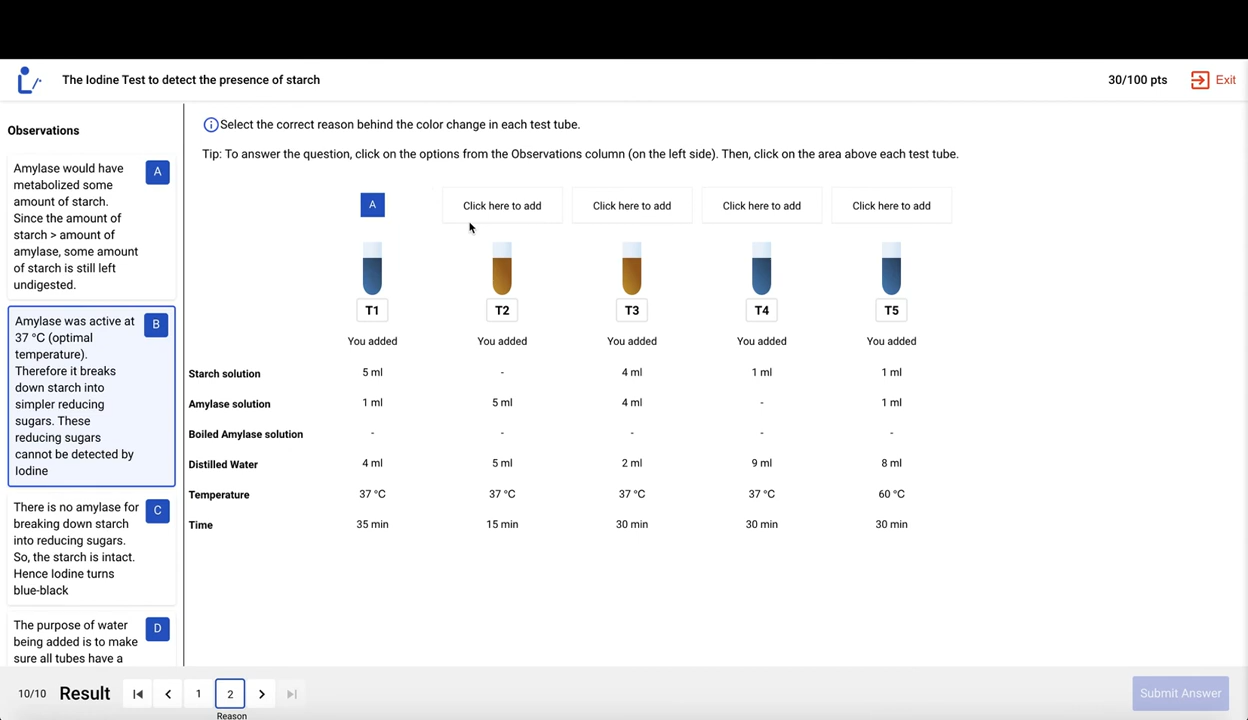 The Iodine Test to detect the presence of starch
30/100 pts
Exit
Observations
Amylase would have
metabolized some
amount of starch.
Since the amount of
starch > amount of
amylase, some amount
of starch is still left
undigested.
A
Amylase was active at
37 °C (optimal
temperature).
Therefore it breaks
down starch into
simpler reducing
sugars. These
reducing sugars
cannot be detected by
Iodine
B
There is no amylase for
breaking down starch
into reducing sugars.
So, the starch is intact.
Hence Iodine turns
blue-black
C
The purpose of water
being added is to make
sure all tubes have a
D
Select the correct reason behind the color change in each test tube.
Tip: To answer the question, click on the options from the Observations column (on the left side). Then, click on the area above each test tube.
A Click here to add Click here to add Click here to add Click here to add
T1 T2 T3 T4 T5
You added You added You added You added You added
Starch solution 5 ml - 4 ml 1 ml 1 ml
Amylase solution 1 ml 5 ml 4 ml - 1 ml
Boiled Amylase solution - - - - -
Distilled Water 4 ml 5 ml 2 ml 9 ml 8 ml
Temperature 37 °C 37 °C 37 °C 37 °C 60 °C
Time 35 min 15 min 30 min 30 min 30 min
10/10 Result 1 2 Submit Answer
Reason